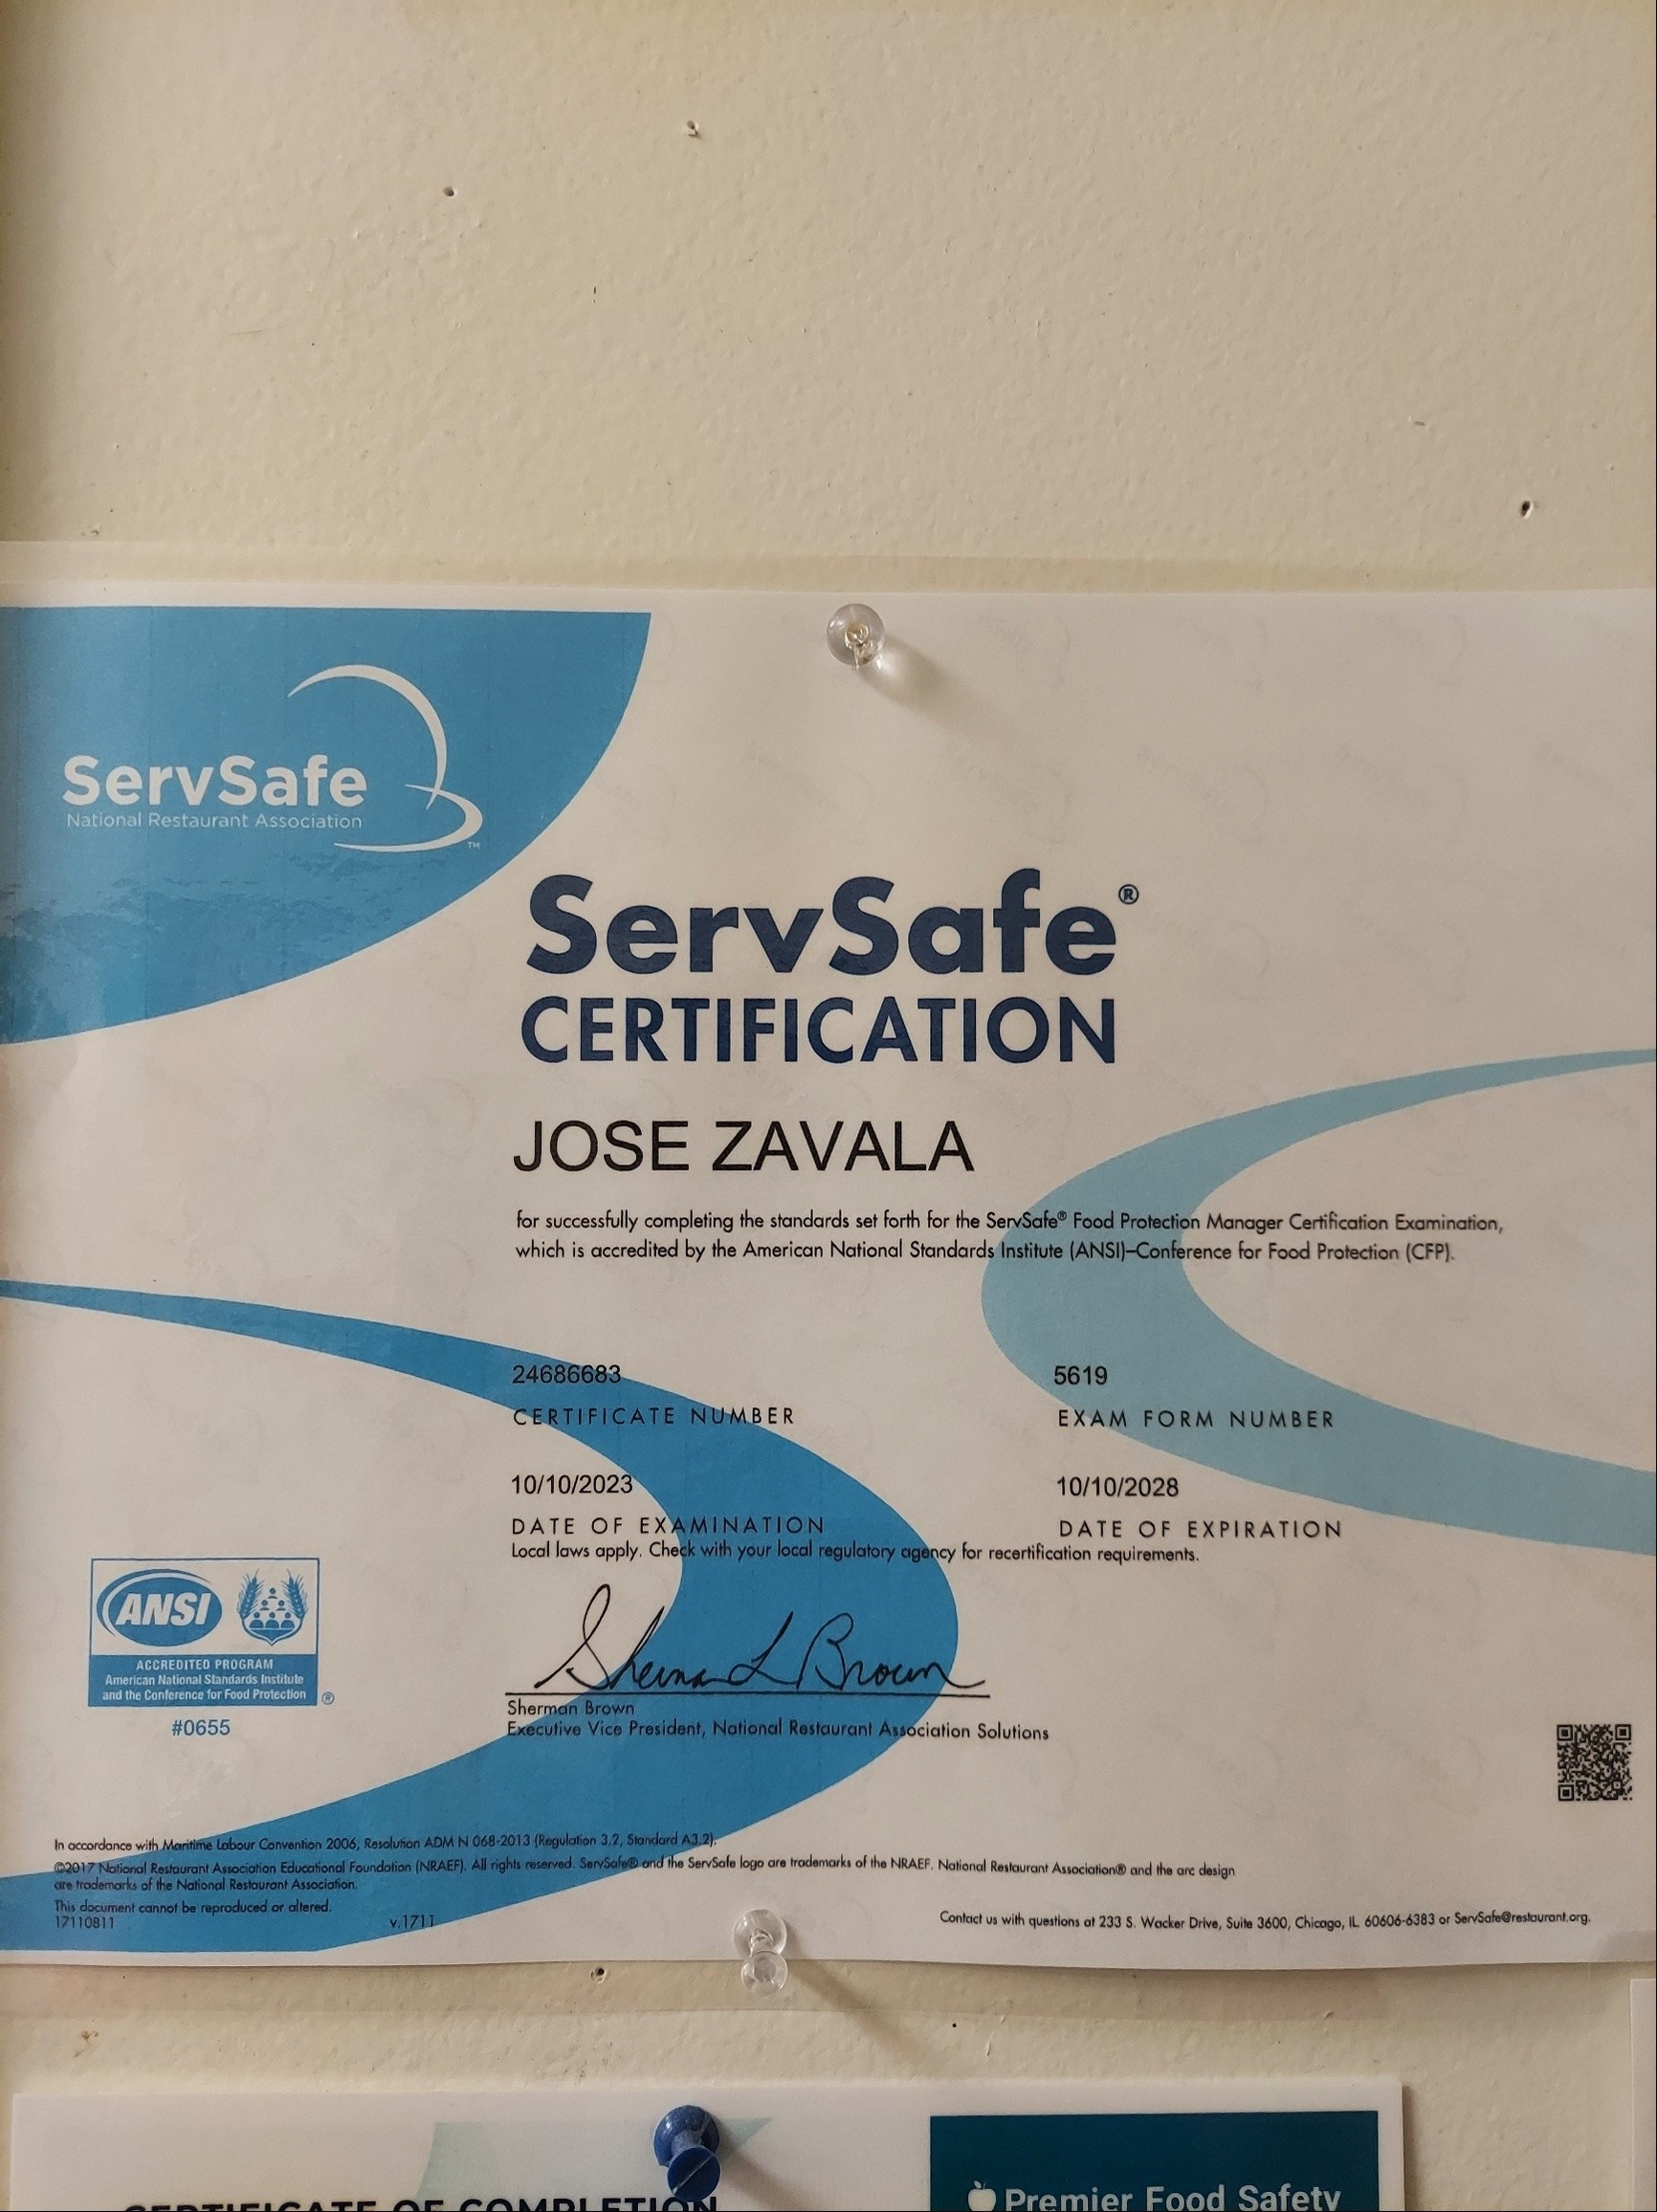 ServSafe
National Restaurant Association
™
ServSafe®
CERTIFICATION
JOSE ZAVALA
for successfully completing the standards set forth for the ServSafe® Food Protection Manager Certification Examination,
which is accredited by the American National Standards Institute (ANSI)–Conference for Food Protection (CFP).
24686683
CERTIFICATE NUMBER
5619
EXAM FORM NUMBER
10/10/2023
DATE OF EXAMINATION
10/10/2028
DATE OF EXPIRATION
Local laws apply. Check with your local regulatory agency for recertification requirements.
ANSI
ACCREDITED PROGRAM
American National Standards Institute
and the Conference for Food Protection
®
#0655
Sherman L Brown
Sherman Brown
Executive Vice President, National Restaurant Association Solutions
In accordance with Maritime Labour Convention 2006, Resolution ADM N 068-2013 (Regulation 3.2, Standard A3.2).
©2017 National Restaurant Association Educational Foundation (NRAEF). All rights reserved. ServSafe® and the ServSafe logo are trademarks of the NRAEF. National Restaurant Association® and the arc design
are trademarks of the National Restaurant Association.
This document cannot be reproduced or altered.
17110811
v.1711
Contact us with questions at 233 S. Wacker Drive, Suite 3600, Chicago, IL 60606-6383 or ServSafe@restaurant.org.
CERTIFICATE OF COMPLETION
Premier Food Safety